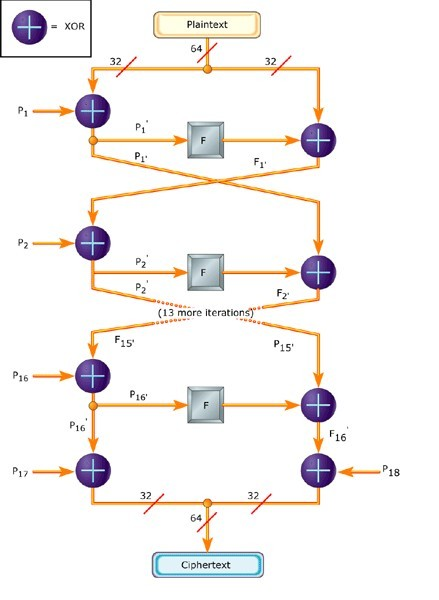 = XOR
Plaintext
64
32
32
P1
P1'
F
P1'
F1'
P2
P2'
F
P2'
F2'
(13 more iterations)
F15'
P15'
P16
P16'
F
P16'
F16'
P17
P18
32
32
64
Ciphertext